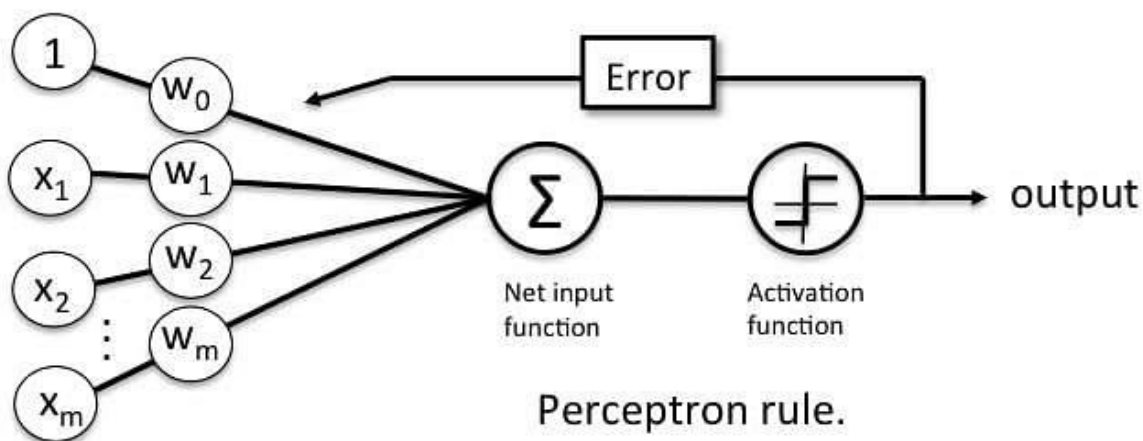 1
w₀
Error
x₁
w₁
Σ
output
x₂
w₂
Net input
function
Activation
function
⋮
wₘ
xₘ
Perceptron rule.